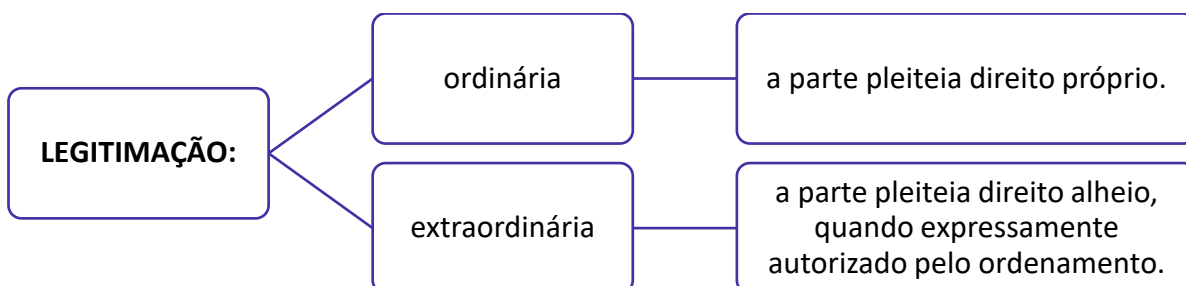 LEGITIMAÇÃO:
ordinária
a parte pleiteia direito próprio.
extraordinária
a parte pleiteia direito alheio,
quando expressamente
autorizado pelo ordenamento.